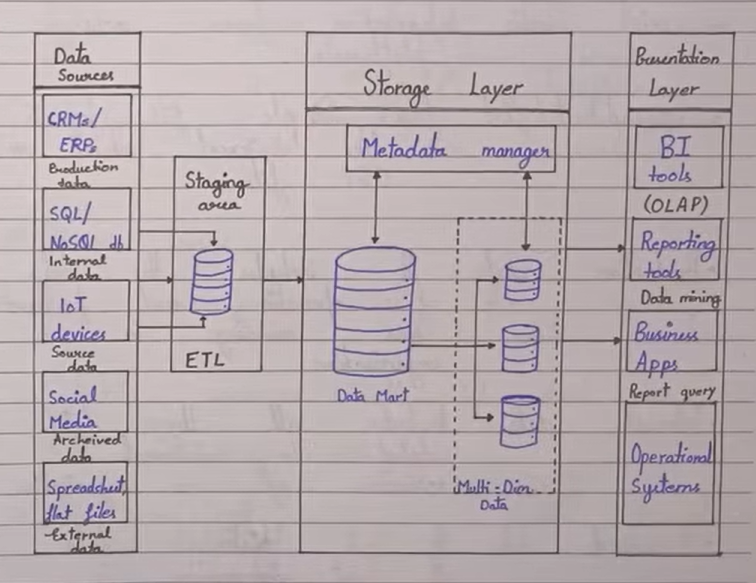 Data
Sources
CRMs/
ERPs
Production
data
SQL/
NoSQL db
Internal
data
IoT
devices
Source
data
Social
Media
Archeived
data
Spreadsheet,
flat files
External
data
Staging
area
ETL
Storage Layer
Metadata manager
Data Mart
Multi-Dim
Data
Presentation
Layer
BI
tools
(OLAP)
Reporting
tools
Data mining
Business
Apps
Report query
Operational
Systems